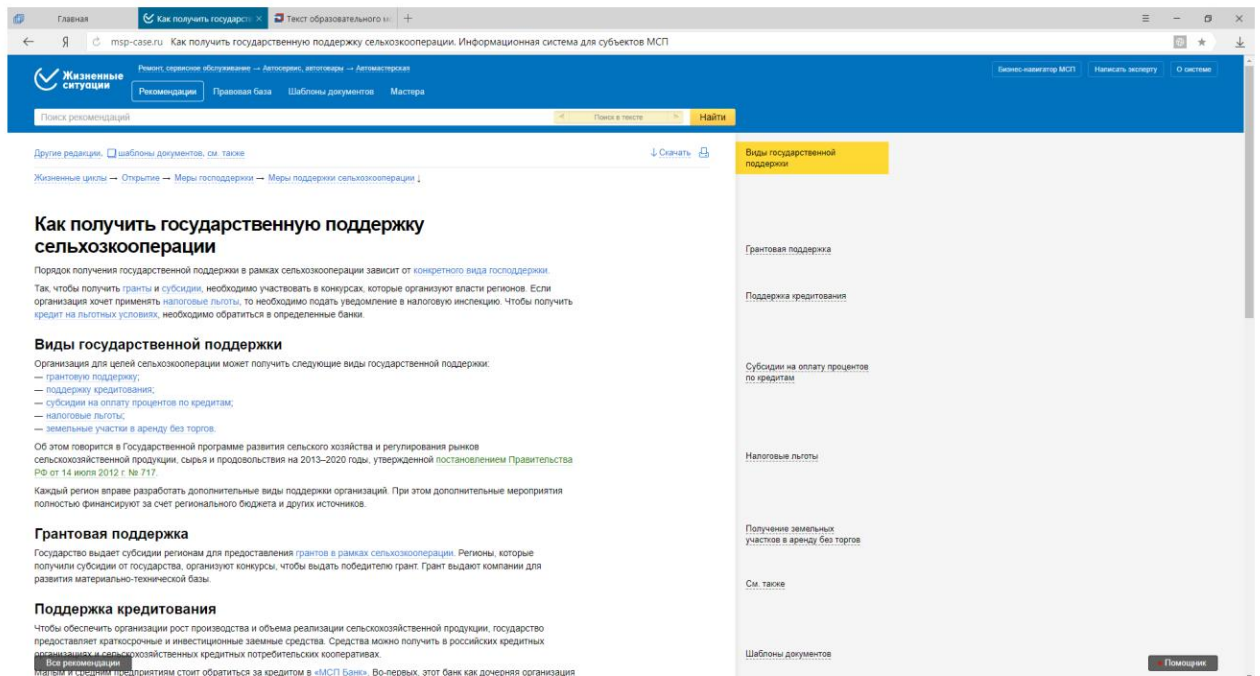 Главная
Как получить государст
Текст образовательного м
msp-case.ru Как получить государственную поддержку сельхозкооперации. Информационная система для субъектов МСП
Жизненные ситуации
Ремонт, сервисное обслуживание → Автосервис, автотовары → Автомастерская
Бизнес-навигатор МСП Написать эксперту О системе
Рекомендации Правовая база Шаблоны документов Мастера
Поиск рекомендаций Поиск в тексте Найти
Другие редакции, шаблоны документов, см. также ↓ Скачать
Жизненные циклы → Открытие → Меры господдержки → Меры поддержки сельхозкооперации ↓
Как получить государственную поддержку
сельхозкооперации
Порядок получения государственной поддержки в рамках сельхозкооперации зависит от конкретного вида господдержки.
Так, чтобы получить гранты и субсидии, необходимо участвовать в конкурсах, которые организуют власти регионов. Если
организация хочет применять налоговые льготы, то необходимо подать уведомление в налоговую инспекцию. Чтобы получить
кредит на льготных условиях, необходимо обратиться в определенные банки.
Виды государственной поддержки
Организация для целей сельхозкооперации может получить следующие виды государственной поддержки:
— грантовую поддержку;
— поддержку кредитования;
— субсидии на оплату процентов по кредитам;
— налоговые льготы;
— земельные участки в аренду без торгов.
Об этом говорится в Государственной программе развития сельского хозяйства и регулирования рынков
сельскохозяйственной продукции, сырья и продовольствия на 2013–2020 годы, утвержденной постановлением Правительства
РФ от 14 июля 2012 г. № 717.
Каждый регион вправе разработать дополнительные виды поддержки организаций. При этом дополнительные мероприятия
полностью финансируют за счет регионального бюджета и других источников.
Грантовая поддержка
Государство выдает субсидии регионам для предоставления грантов в рамках сельхозкооперации. Регионы, которые
получили субсидии от государства, организуют конкурсы, чтобы выдать победителю грант. Грант выдают компании для
развития материально-технической базы.
Поддержка кредитования
Чтобы обеспечить организации рост производства и объема реализации сельскохозяйственной продукции, государство
предоставляет краткосрочные и инвестиционные заемные средства. Средства можно получить в российских кредитных
организациях и сельскохозяйственных кредитных потребительских кооперативах.
Малым и средним предприятиям стоит обратиться за кредитом в «МСП Банк». Во-первых, этот банк как дочерняя организация
Все рекомендации
Виды государственной
поддержки
Грантовая поддержка
Поддержка кредитования
Субсидии на оплату процентов
по кредитам
Налоговые льготы
Получение земельных
участков в аренду без торгов
См. также
Шаблоны документов
Помощник